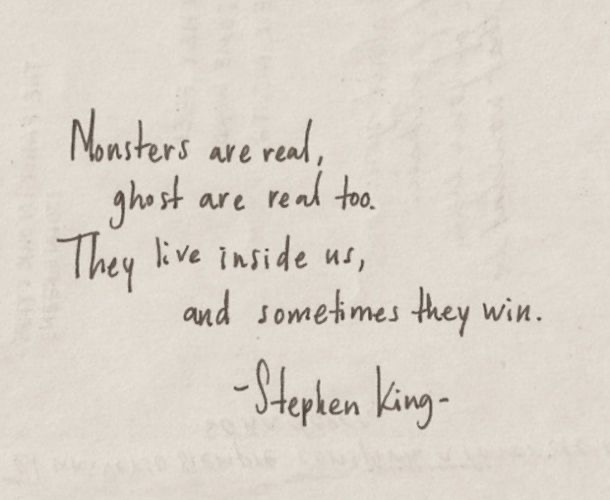 Monsters are real,
ghost are real too.
They live inside us,
and sometimes they win.
-Stephen King-